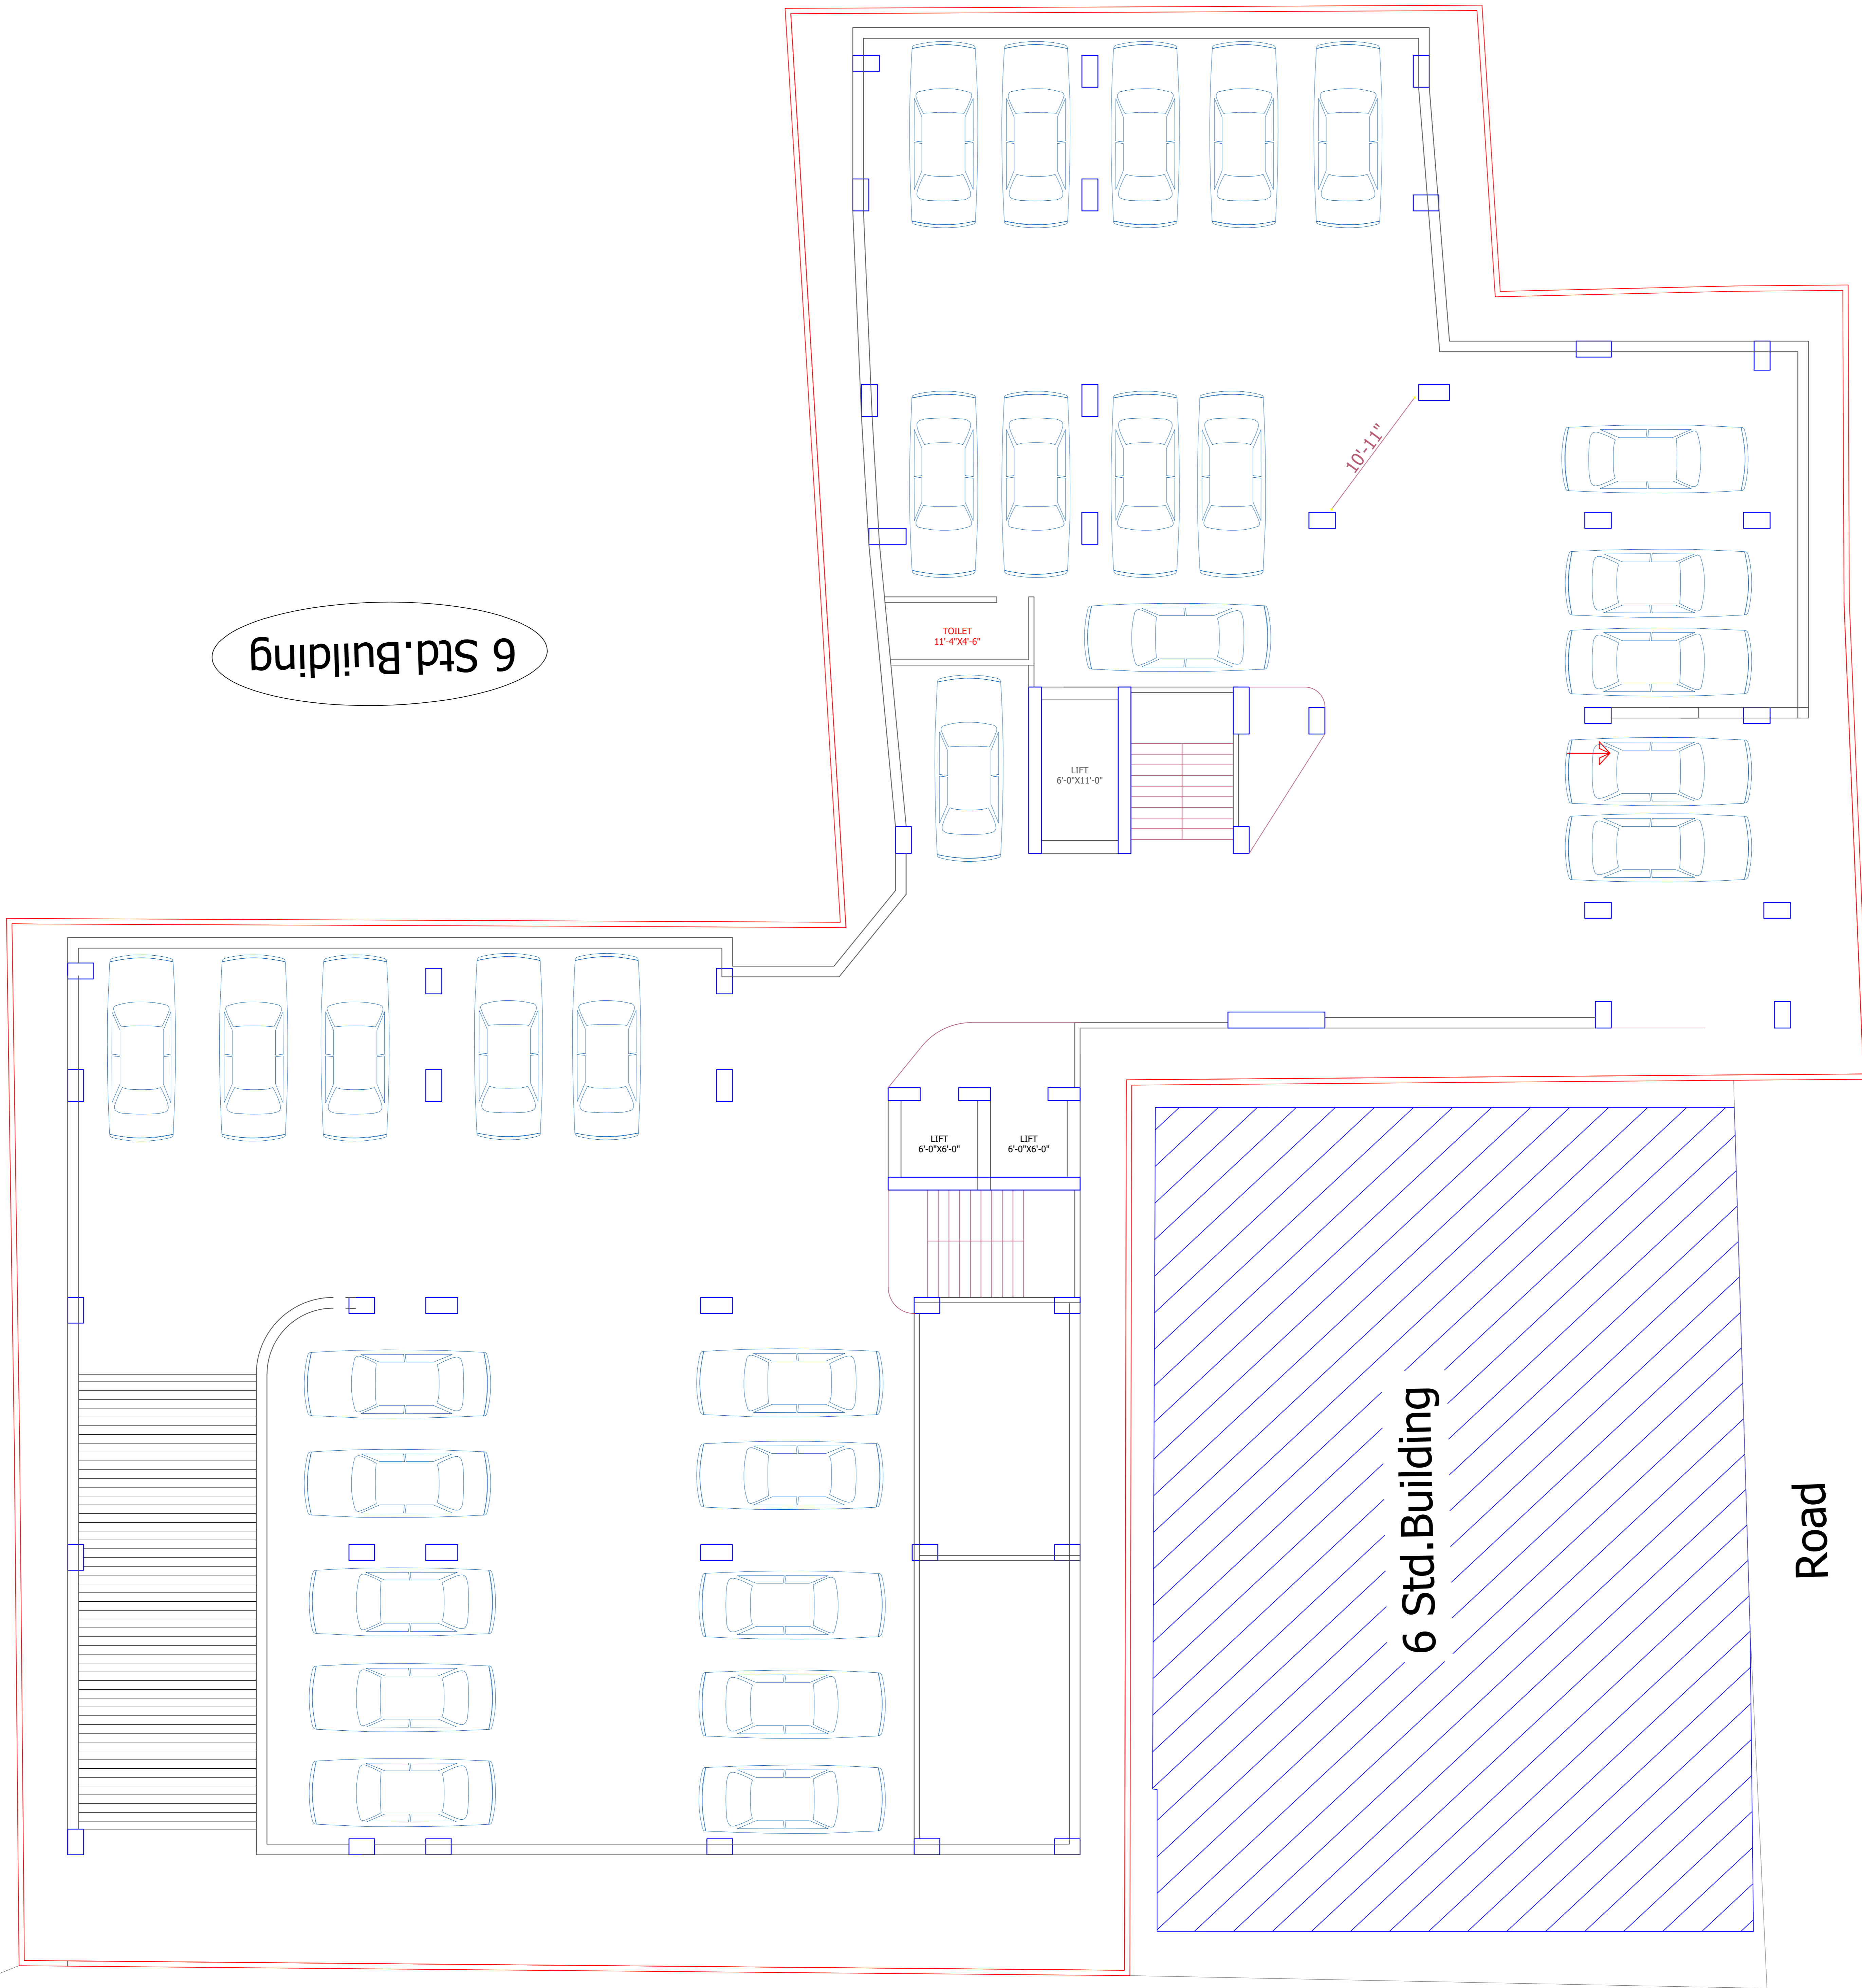 10'-11"
TOILET
11'-4"X4'-6"
6 Std.Building
LIFT
6'-0"X11'-0"
LIFT
6'-0"X6'-0"
LIFT
6'-0"X6'-0"
6 Std.Building
Road